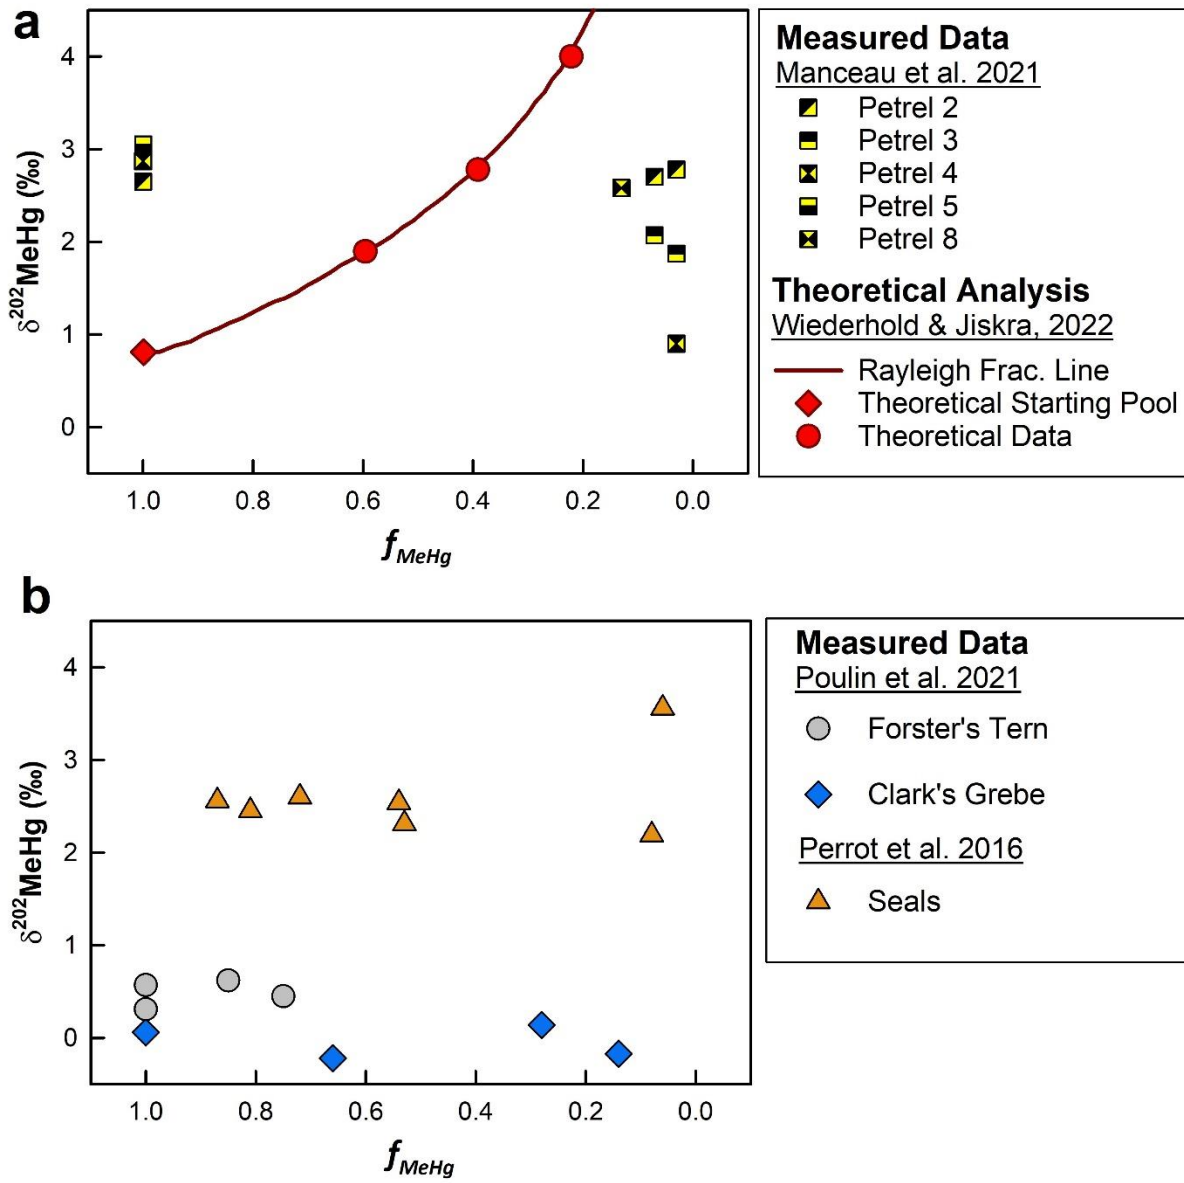 a
4
3
2
1
0
δ²⁰²MeHg (‰)
1.0 0.8 0.6 0.4 0.2 0.0
fMeHg
Measured Data
Manceau et al. 2021
Petrel 2
Petrel 3
Petrel 4
Petrel 5
Petrel 8
Theoretical Analysis
Wiederhold & Jiskra, 2022
Rayleigh Frac. Line
Theoretical Starting Pool
Theoretical Data
b
4
3
2
1
0
δ²⁰²MeHg (‰)
1.0 0.8 0.6 0.4 0.2 0.0
fMeHg
Measured Data
Poulin et al. 2021
Forster's Tern
Clark's Grebe
Perrot et al. 2016
Seals